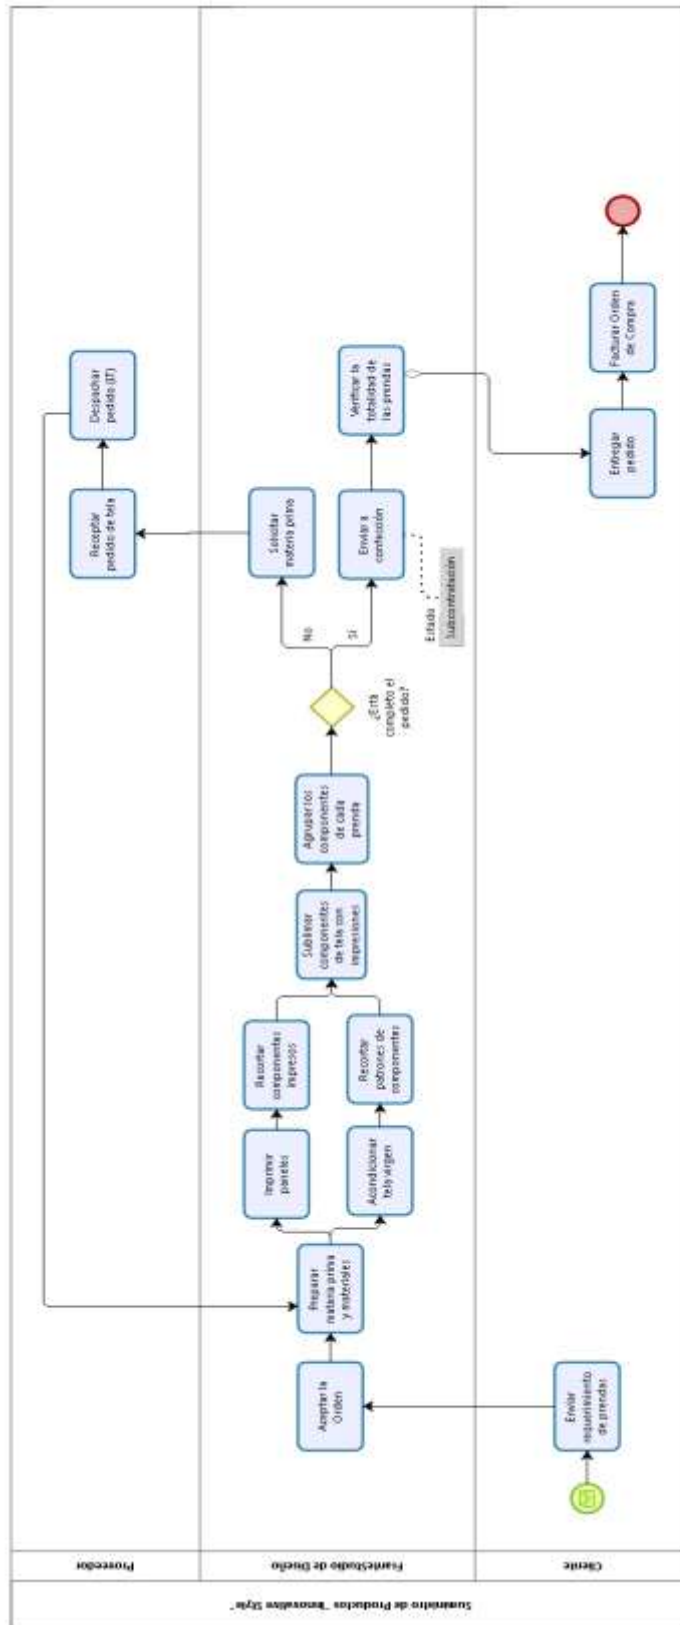 Suministro de Productos "Innovative Style"
Proveedor
FranteStudio de Diseño
Cliente
Enviar
requerimiento
de prendas
Aceptar la
Orden
Preparar
materia prima
y materiales
Imprimir
paneles
Recortar
componentes
impresos
Acondicionar
tela virgen
Recortar
patrones de
componentes
Sublimar
componentes
de tela con
impresiones
Agrupar los
componentes
de cada
prenda
¿Está
completo el
pedido?
No
Sí
Solicitar
materia prima
Receptar
pedido de tela
Despachar
pedido (IT)
Enviar a
confección
Estado
Subcontratación
Verificar la
totalidad de
las prendas
Entregar
pedido
Facturar Orden
de Compra